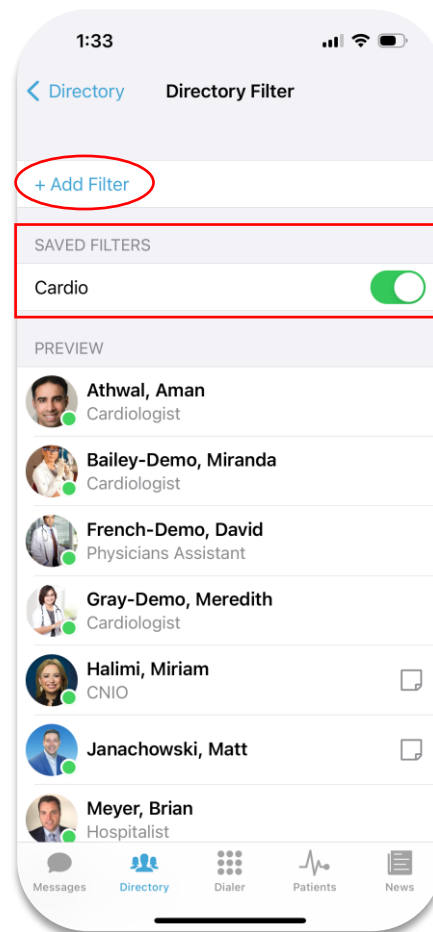 1:33
Directory
Directory Filter
+ Add Filter
SAVED FILTERS
Cardio
PREVIEW
Athwal, Aman
Cardiologist
Bailey-Demo, Miranda
Cardiologist
French-Demo, David
Physicians Assistant
Gray-Demo, Meredith
Cardiologist
Halimi, Miriam
CNIO
Janachowski, Matt
Meyer, Brian
Hospitalist
Messages Directory Dialer Patients News